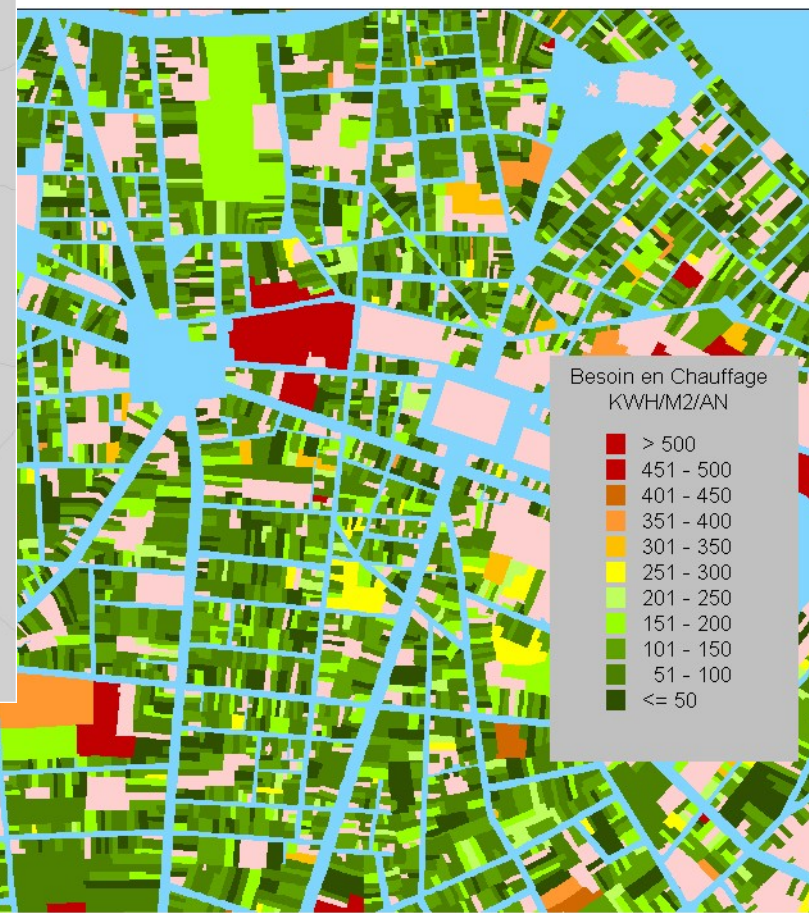 Besoin en Chauffage
KWH/M2/AN
> 500
451 - 500
401 - 450
351 - 400
301 - 350
251 - 300
201 - 250
151 - 200
101 - 150
51 - 100
<= 50